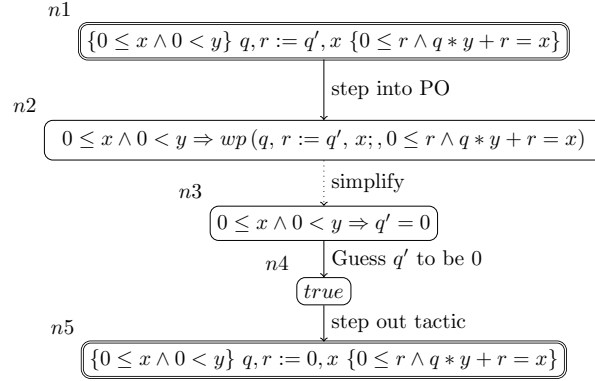 n1
{0 ≤ x ∧ 0 < y} q, r := q′, x {0 ≤ r ∧ q ∗ y + r = x}
step into PO
n2
0 ≤ x ∧ 0 < y ⇒ wp (q, r := q′, x; , 0 ≤ r ∧ q ∗ y + r = x)
simplify
n3
0 ≤ x ∧ 0 < y ⇒ q′ = 0
Guess q′ to be 0
n4
true
step out tactic
n5
{0 ≤ x ∧ 0 < y} q, r := 0, x {0 ≤ r ∧ q ∗ y + r = x}